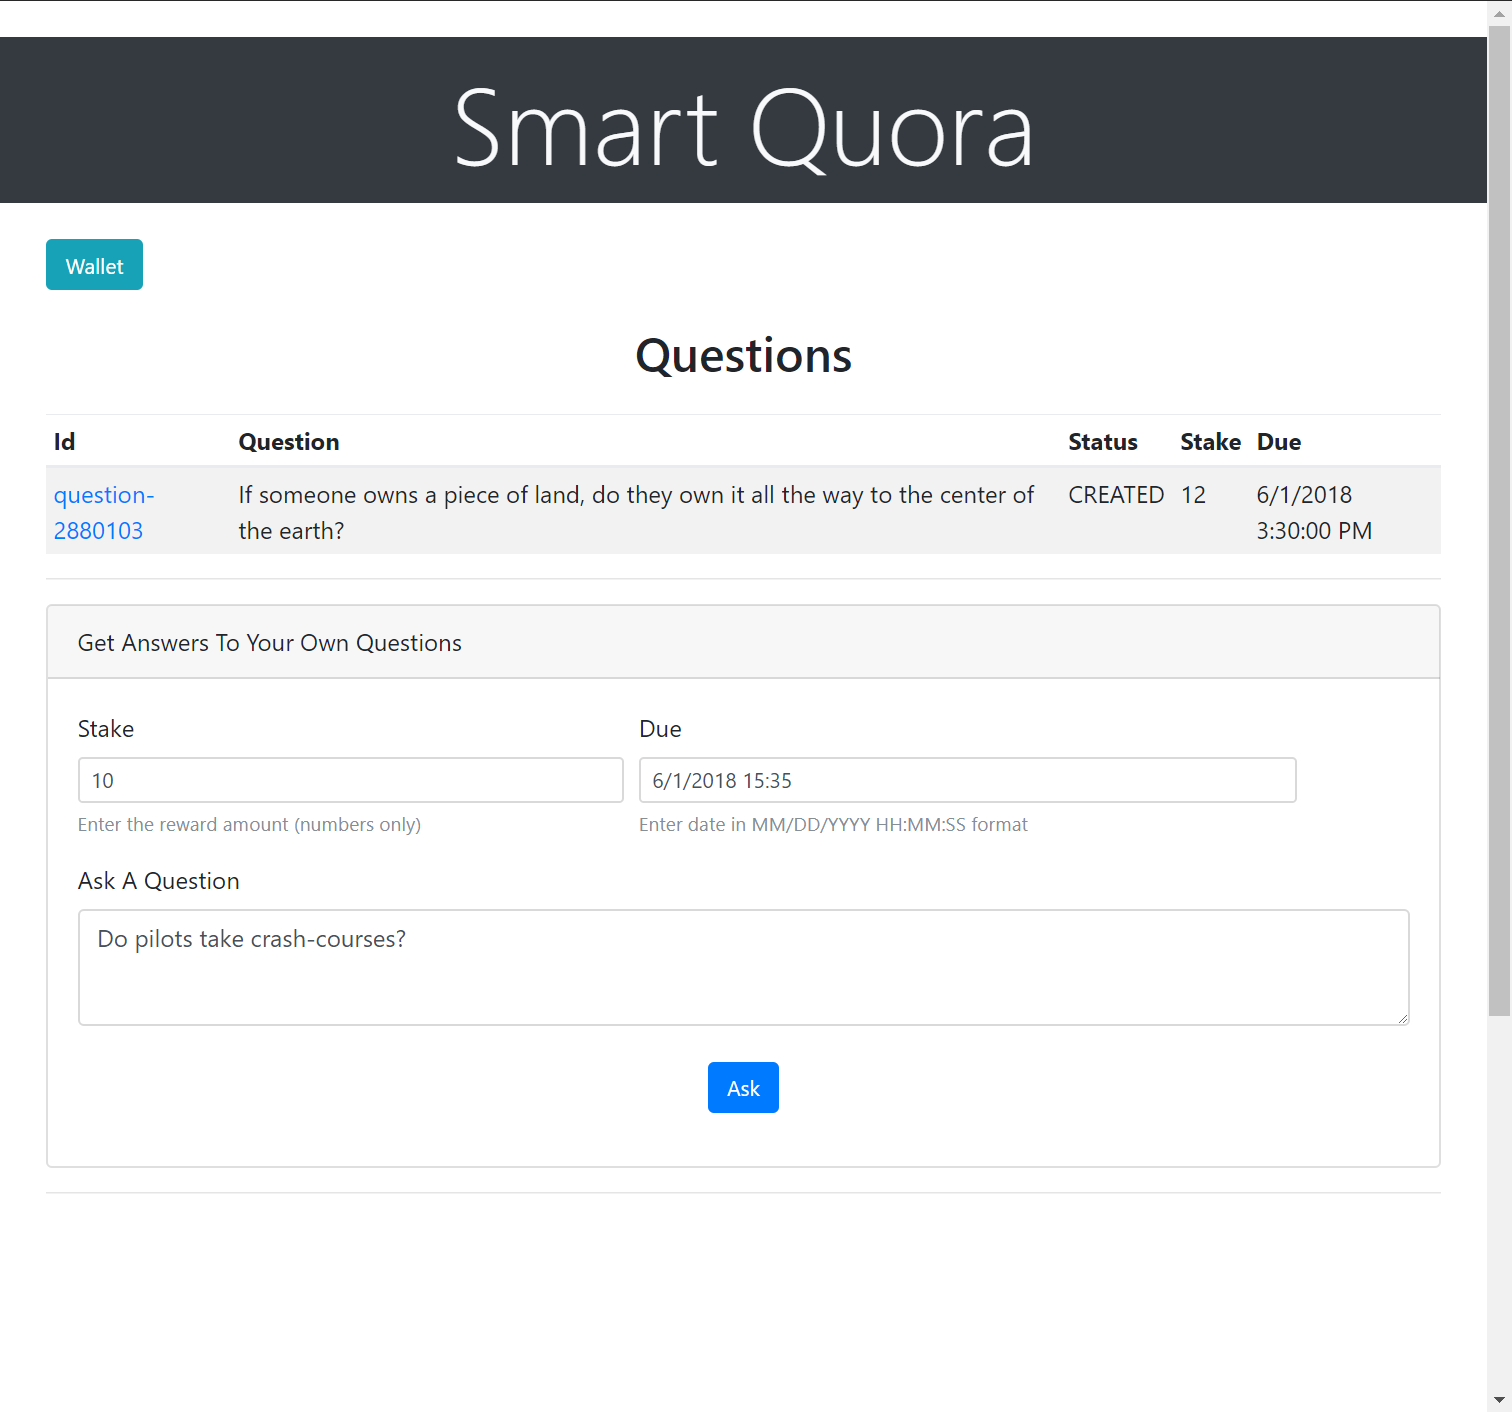 Smart Quora
Wallet
Questions
Id Question Status Stake Due
question- If someone owns a piece of land, do they own it all the way to the center of CREATED 12 6/1/2018
2880103 the earth? 3:30:00 PM
Get Answers To Your Own Questions
Stake Due
10 6/1/2018 15:35
Enter the reward amount (numbers only) Enter date in MM/DD/YYYY HH:MM:SS format
Ask A Question
Do pilots take crash-courses?
Ask